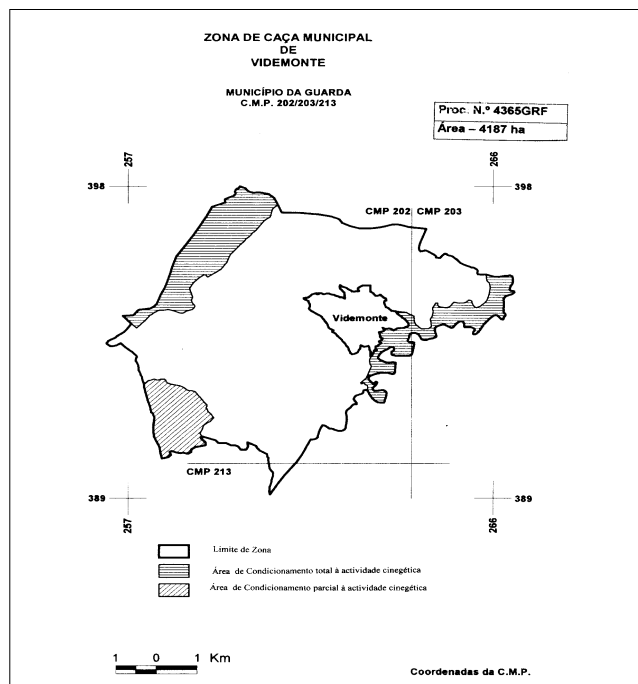 ZONA DE CAÇA MUNICIPAL
DE
VIDEMONTE
MUNICÍPIO DA GUARDA
C.M.P. 202/203/213
Proc. N.º 4365GRF
Área – 4187 ha
257
266
398
398
CMP 202
CMP 203
Videmonte
CMP 213
389
389
257
266
Limite de Zona
Área de Condicionamento total à actividade cinegética
Área de Condicionamento parcial à actividade cinegética
1 0 1 Km
Coordenadas da C.M.P.